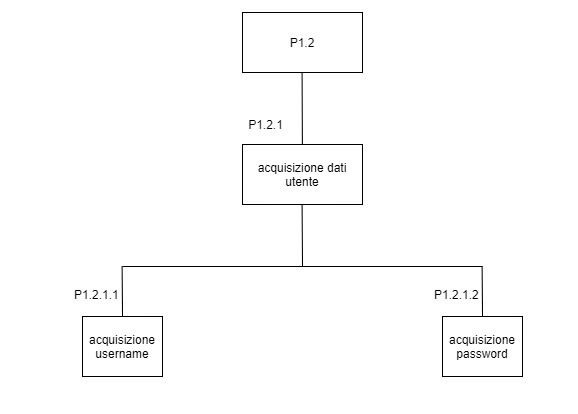 P1.2
P1.2.1
acquisizione dati
utente
P1.2.1.1
acquisizione
username
P1.2.1.2
acquisizione
password